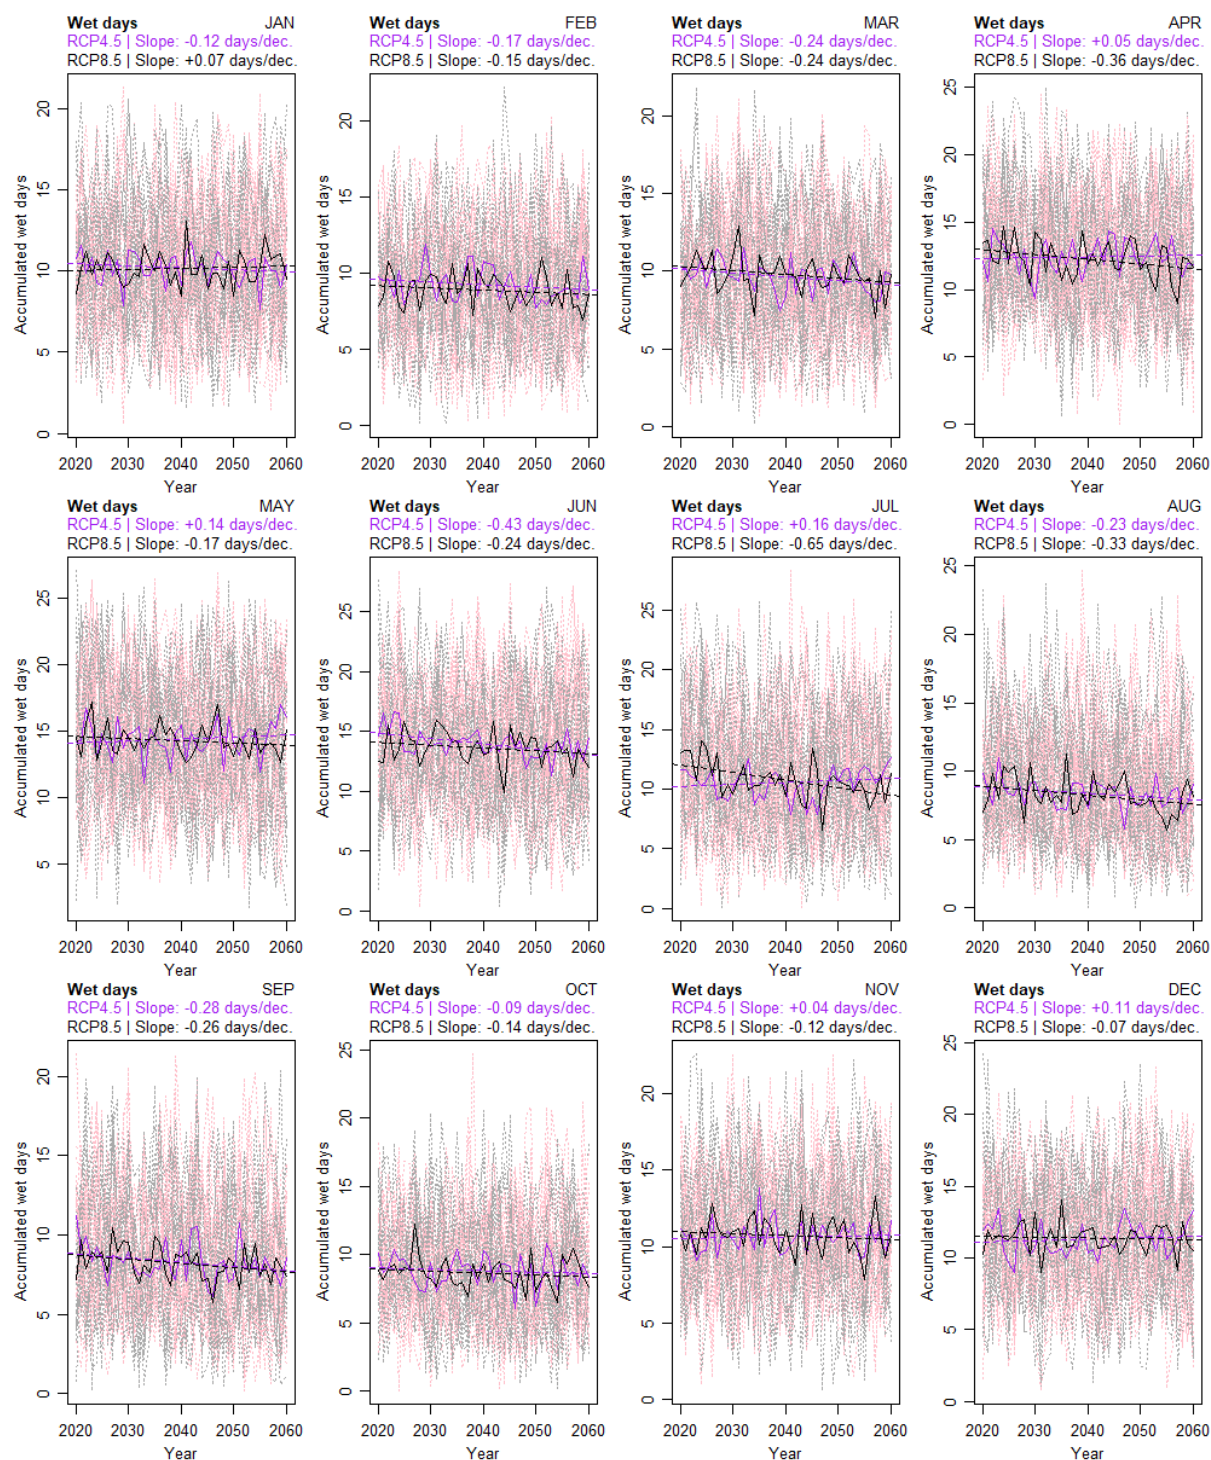 Wet days JAN
RCP4.5 | Slope: -0.12 days/dec.
RCP8.5 | Slope: +0.07 days/dec.
Accumulated wet days
20
15
10
5
0
2020 2030 2040 2050 2060
Year
Wet days FEB
RCP4.5 | Slope: -0.17 days/dec.
RCP8.5 | Slope: -0.15 days/dec.
Accumulated wet days
20
15
10
5
0
2020 2030 2040 2050 2060
Year
Wet days MAR
RCP4.5 | Slope: -0.24 days/dec.
RCP8.5 | Slope: -0.24 days/dec.
Accumulated wet days
20
15
10
5
0
2020 2030 2040 2050 2060
Year
Wet days APR
RCP4.5 | Slope: +0.05 days/dec.
RCP8.5 | Slope: -0.36 days/dec.
Accumulated wet days
25
20
15
10
5
0
2020 2030 2040 2050 2060
Year
Wet days MAY
RCP4.5 | Slope: +0.14 days/dec.
RCP8.5 | Slope: -0.17 days/dec.
Accumulated wet days
25
20
15
10
5
2020 2030 2040 2050 2060
Year
Wet days JUN
RCP4.5 | Slope: -0.43 days/dec.
RCP8.5 | Slope: -0.24 days/dec.
Accumulated wet days
25
20
15
10
5
0
2020 2030 2040 2050 2060
Year
Wet days JUL
RCP4.5 | Slope: +0.16 days/dec.
RCP8.5 | Slope: -0.65 days/dec.
Accumulated wet days
25
20
15
10
5
0
2020 2030 2040 2050 2060
Year
Wet days AUG
RCP4.5 | Slope: -0.23 days/dec.
RCP8.5 | Slope: -0.33 days/dec.
Accumulated wet days
25
20
15
10
5
0
2020 2030 2040 2050 2060
Year
Wet days SEP
RCP4.5 | Slope: -0.28 days/dec.
RCP8.5 | Slope: -0.26 days/dec.
Accumulated wet days
20
15
10
5
0
2020 2030 2040 2050 2060
Year
Wet days OCT
RCP4.5 | Slope: -0.09 days/dec.
RCP8.5 | Slope: -0.14 days/dec.
Accumulated wet days
25
20
15
10
5
0
2020 2030 2040 2050 2060
Year
Wet days NOV
RCP4.5 | Slope: +0.04 days/dec.
RCP8.5 | Slope: -0.12 days/dec.
Accumulated wet days
20
15
10
5
0
2020 2030 2040 2050 2060
Year
Wet days DEC
RCP4.5 | Slope: +0.11 days/dec.
RCP8.5 | Slope: -0.07 days/dec.
Accumulated wet days
25
20
15
10
5
0
2020 2030 2040 2050 2060
Year